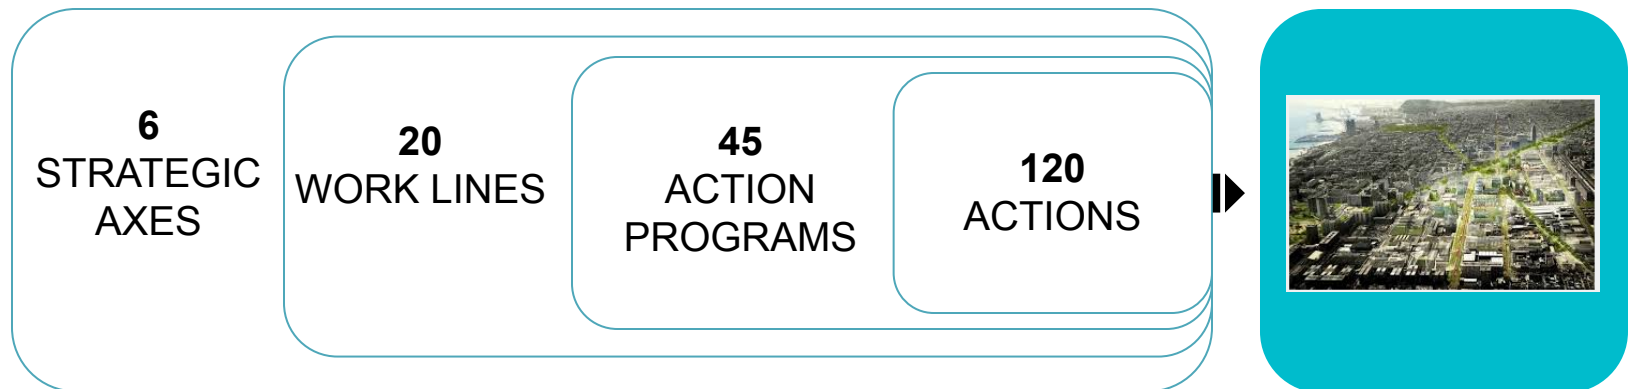 6
STRATEGIC
AXES
20
WORK LINES
45
ACTION
PROGRAMS
120
ACTIONS